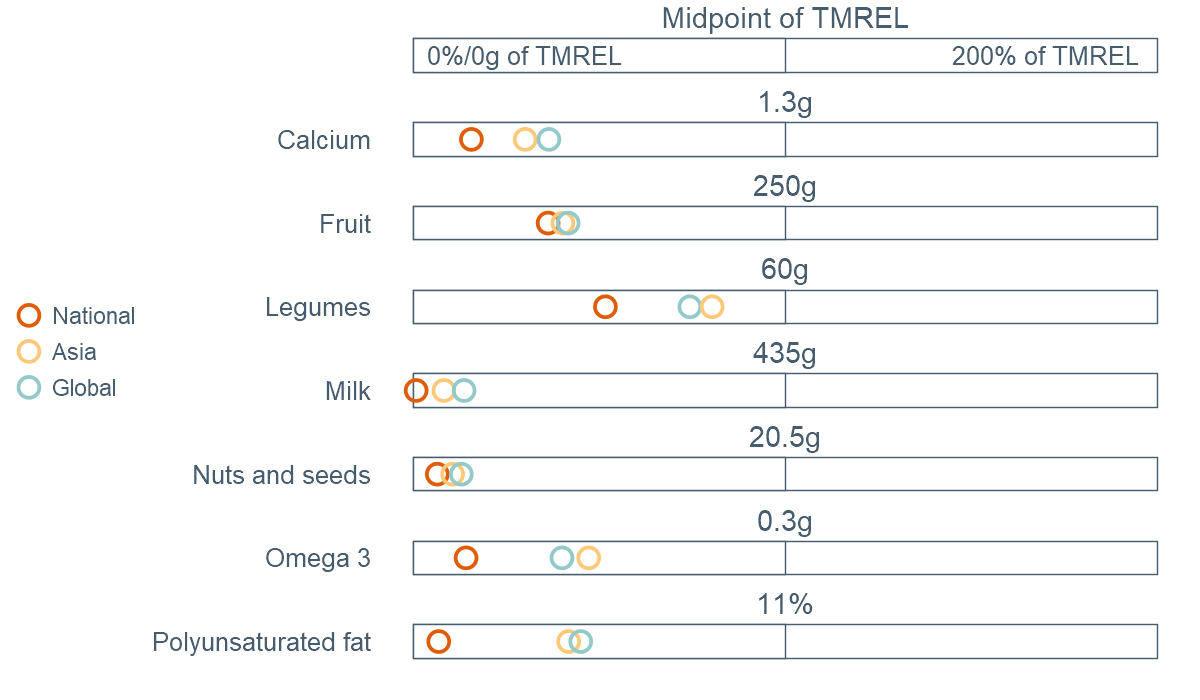 Midpoint of TMREL
0%/0g of TMREL
200% of TMREL
1.3g
Calcium
250g
Fruit
60g
Legumes
435g
Milk
20.5g
Nuts and seeds
0.3g
Omega 3
11%
Polyunsaturated fat
National
Asia
Global